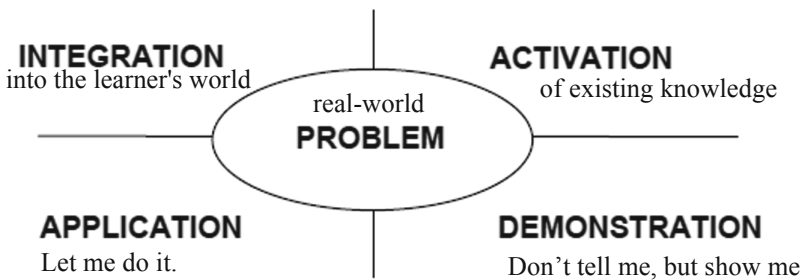 INTEGRATION
into the learner's world
ACTIVATION
of existing knowledge
real-world
PROBLEM
APPLICATION
Let me do it.
DEMONSTRATION
Don’t tell me, but show me